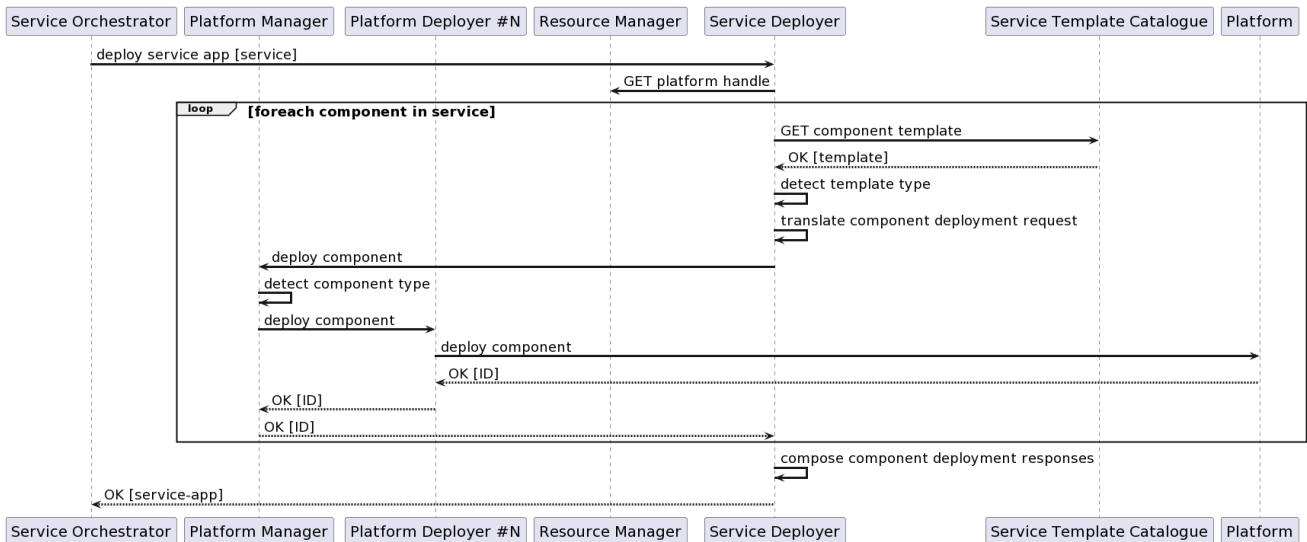 Service Orchestrator Platform Manager Platform Deployer #N Resource Manager Service Deployer Service Template Catalogue Platform
deploy service app [service]
GET platform handle
loop [foreach component in service]
GET component template
OK [template]
detect template type
translate component deployment request
deploy component
detect component type
deploy component
deploy component
OK [ID]
OK [ID]
OK [ID]
compose component deployment responses
OK [service-app]
Service Orchestrator Platform Manager Platform Deployer #N Resource Manager Service Deployer Service Template Catalogue Platform